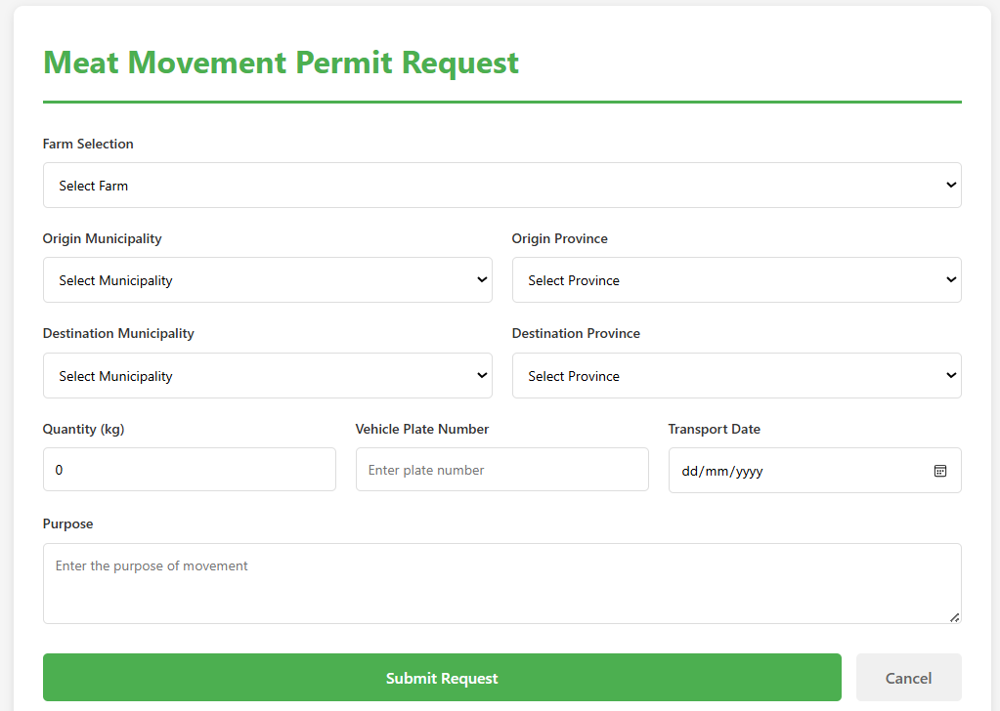 Meat Movement Permit Request
Farm Selection
Select Farm
Origin Municipality
Origin Province
Select Municipality
Select Province
Destination Municipality
Destination Province
Select Municipality
Select Province
Quantity (kg)
Vehicle Plate Number
Transport Date
0
Enter plate number
dd/mm/yyyy
Purpose
Enter the purpose of movement
Submit Request
Cancel